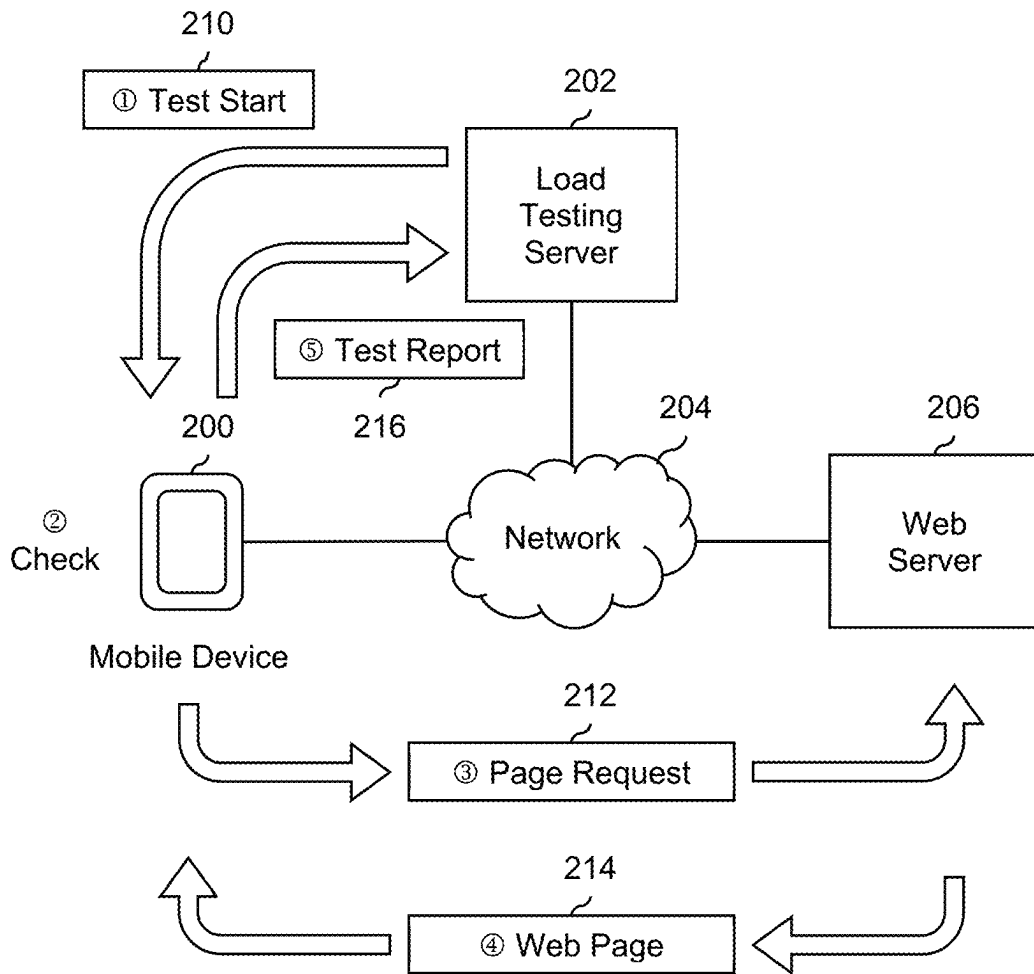 210
① Test Start
202
Load
Testing
Server
⑤ Test Report
216
200
204
206
② 
Check
Network
Web
Server
Mobile Device
212
③ Page Request
214
④ Web Page